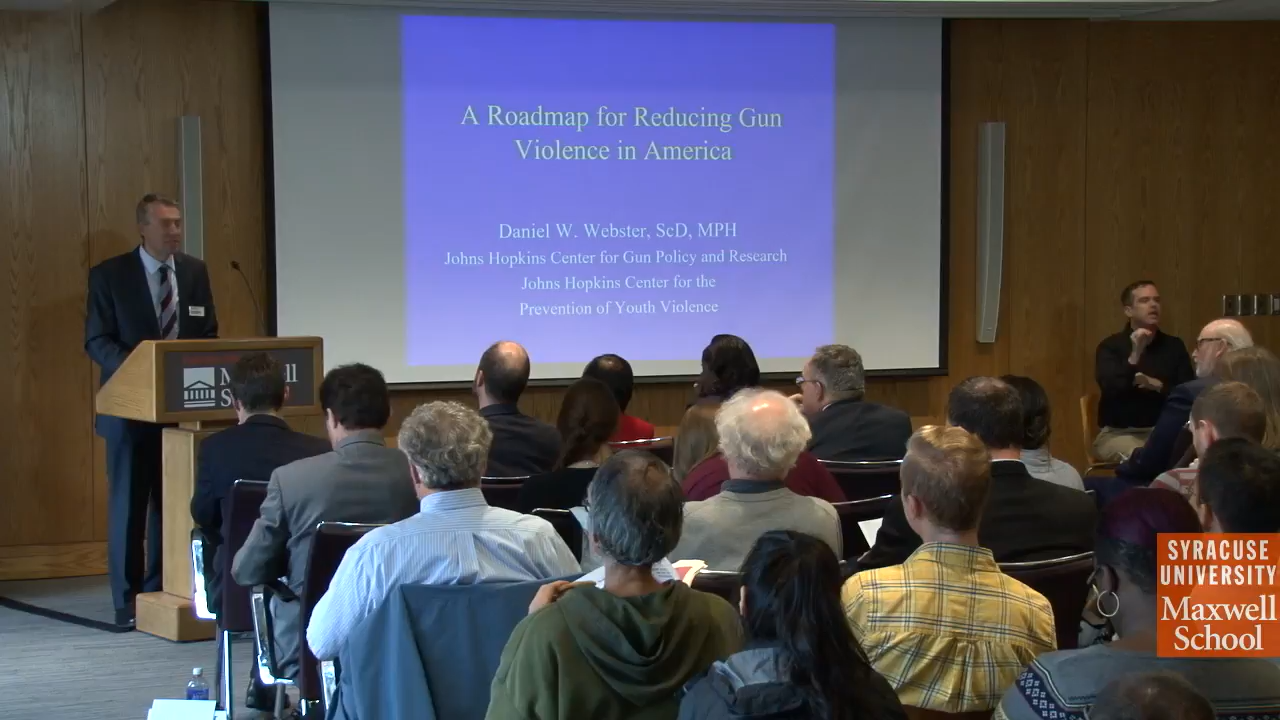 A Roadmap for Reducing Gun
Violence in America
Daniel W. Webster, ScD, MPH
Johns Hopkins Center for Gun Policy and Research
Johns Hopkins Center for the
Prevention of Youth Violence
SYRACUSE
UNIVERSITY
Maxwell
School